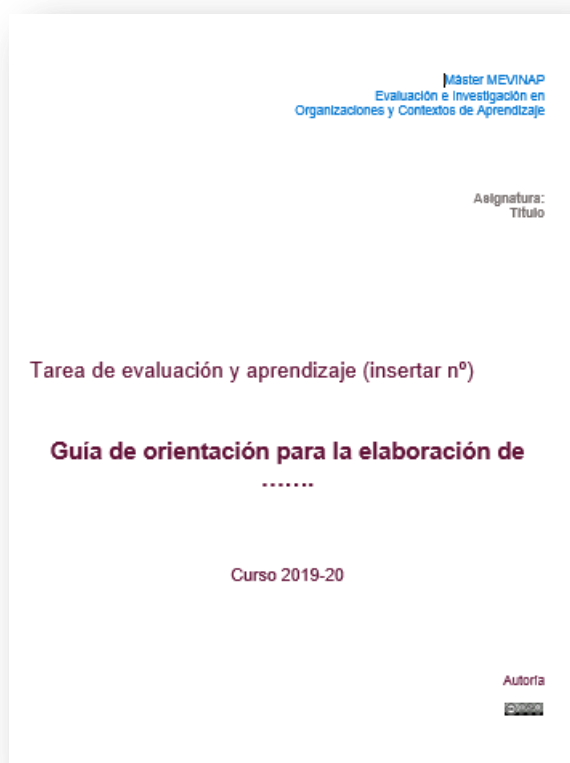 Máster MEVINAP
Evaluación e Investigación en
Organizaciones y Contextos de Aprendizaje
Asignatura:
Título
Tarea de evaluación y aprendizaje (insertar nº)
Guía de orientación para la elaboración de
.......
Curso 2019-20
Autoría